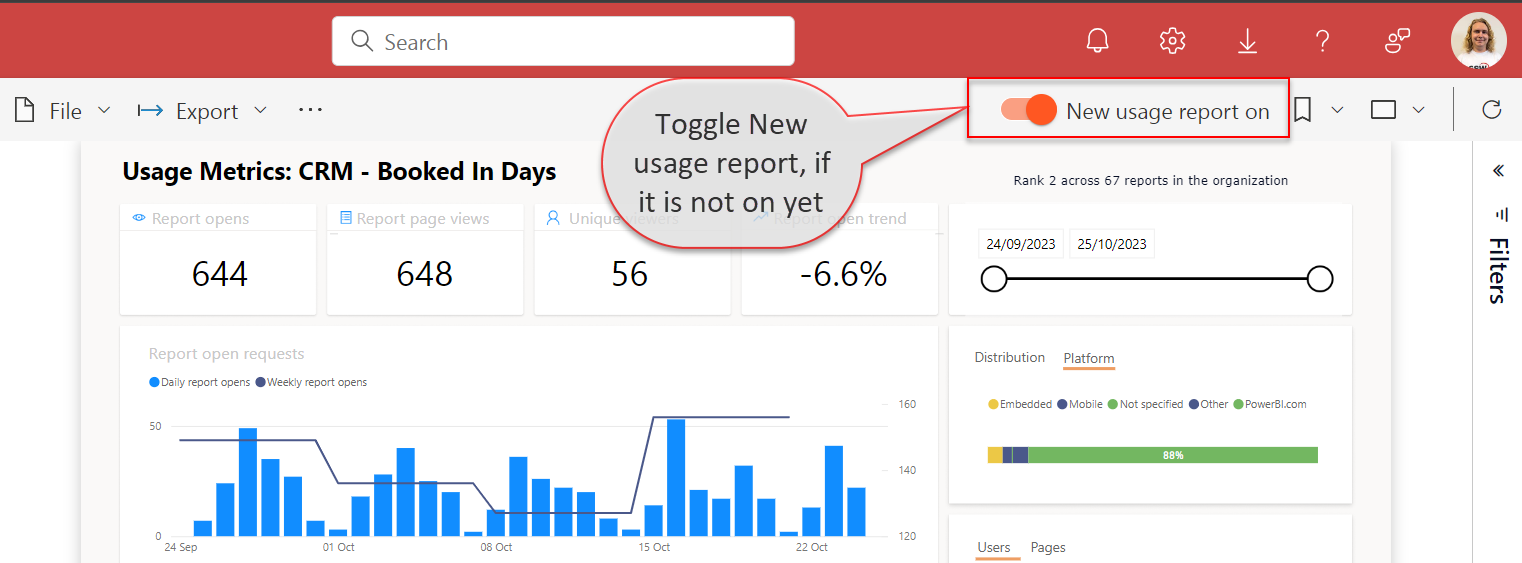 Search
File
Export
Toggle New
usage report, if
it is not on yet
New usage report on
Usage Metrics: CRM - Booked In Days
Rank 2 across 67 reports in the organization
Report opens
644
Report page views
648
Unique viewers
56
Report open trend
-6.6%
24/09/2023
25/10/2023
Filters
Report open requests
Daily report opens
Weekly report opens
50
0
160
140
120
24 Sep
01 Oct
08 Oct
15 Oct
22 Oct
Distribution
Platform
Embedded
Mobile
Not specified
Other
PowerBI.com
88%
Users
Pages